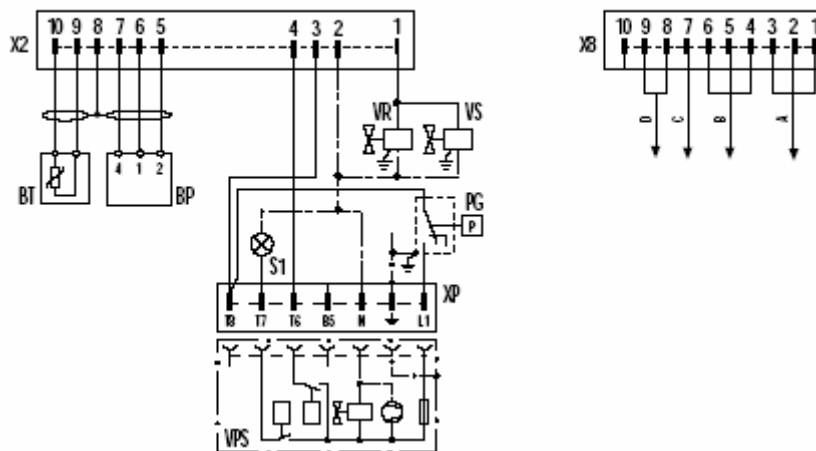 10 9 8 7 6 5 4 3 2 1
X2
10 9 8 7 6 5 4 3 2 1
X8
VR VS
D C B A
4 1 2
BT BP
PG
P
S1
XP
T8 T7 T6 B5 N L1
VPS